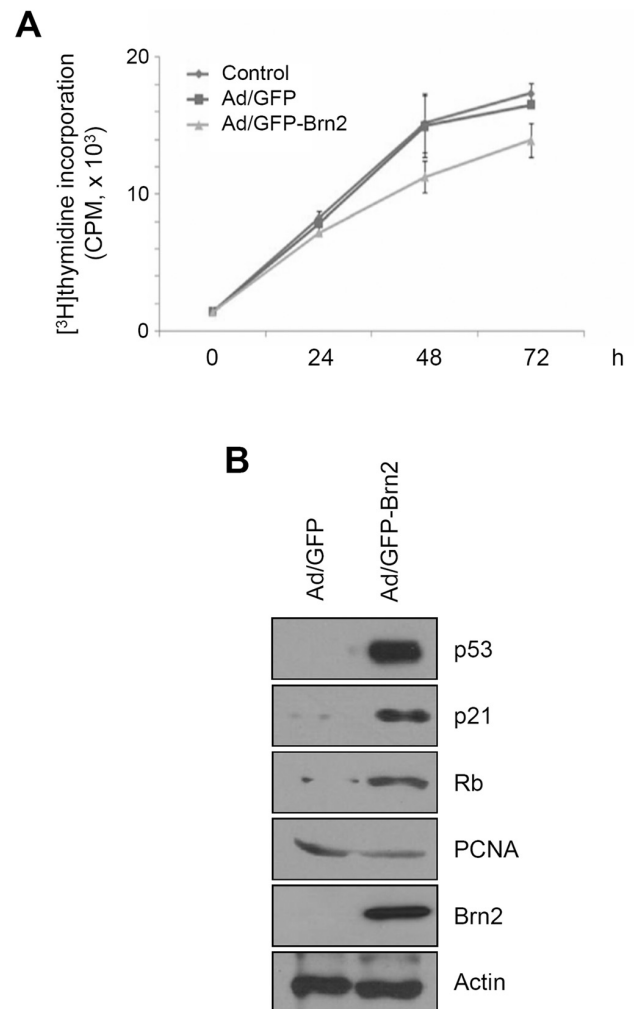 A
[³H]thymidine incorporation
(CPM, x 10³)
20
10
0
Control
Ad/GFP
Ad/GFP-Brn2
0 24 48 72 h
B
Ad/GFP
Ad/GFP-Brn2
p53
p21
Rb
PCNA
Brn2
Actin